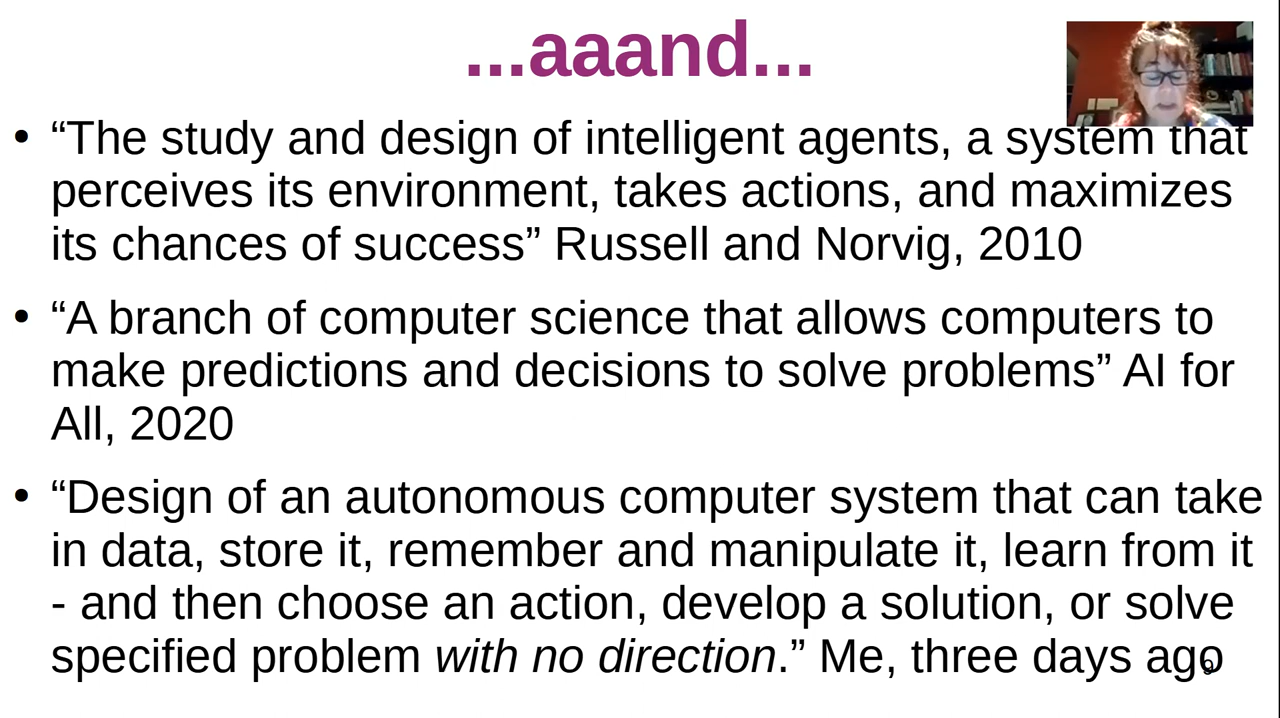 ...aaand...
• “The study and design of intelligent agents, a system that
perceives its environment, takes actions, and maximizes
its chances of success” Russell and Norvig, 2010
• “A branch of computer science that allows computers to
make predictions and decisions to solve problems” AI for
All, 2020
• “Design of an autonomous computer system that can take
in data, store it, remember and manipulate it, learn from it
- and then choose an action, develop a solution, or solve
specified problem with no direction.” Me, three days ago
9